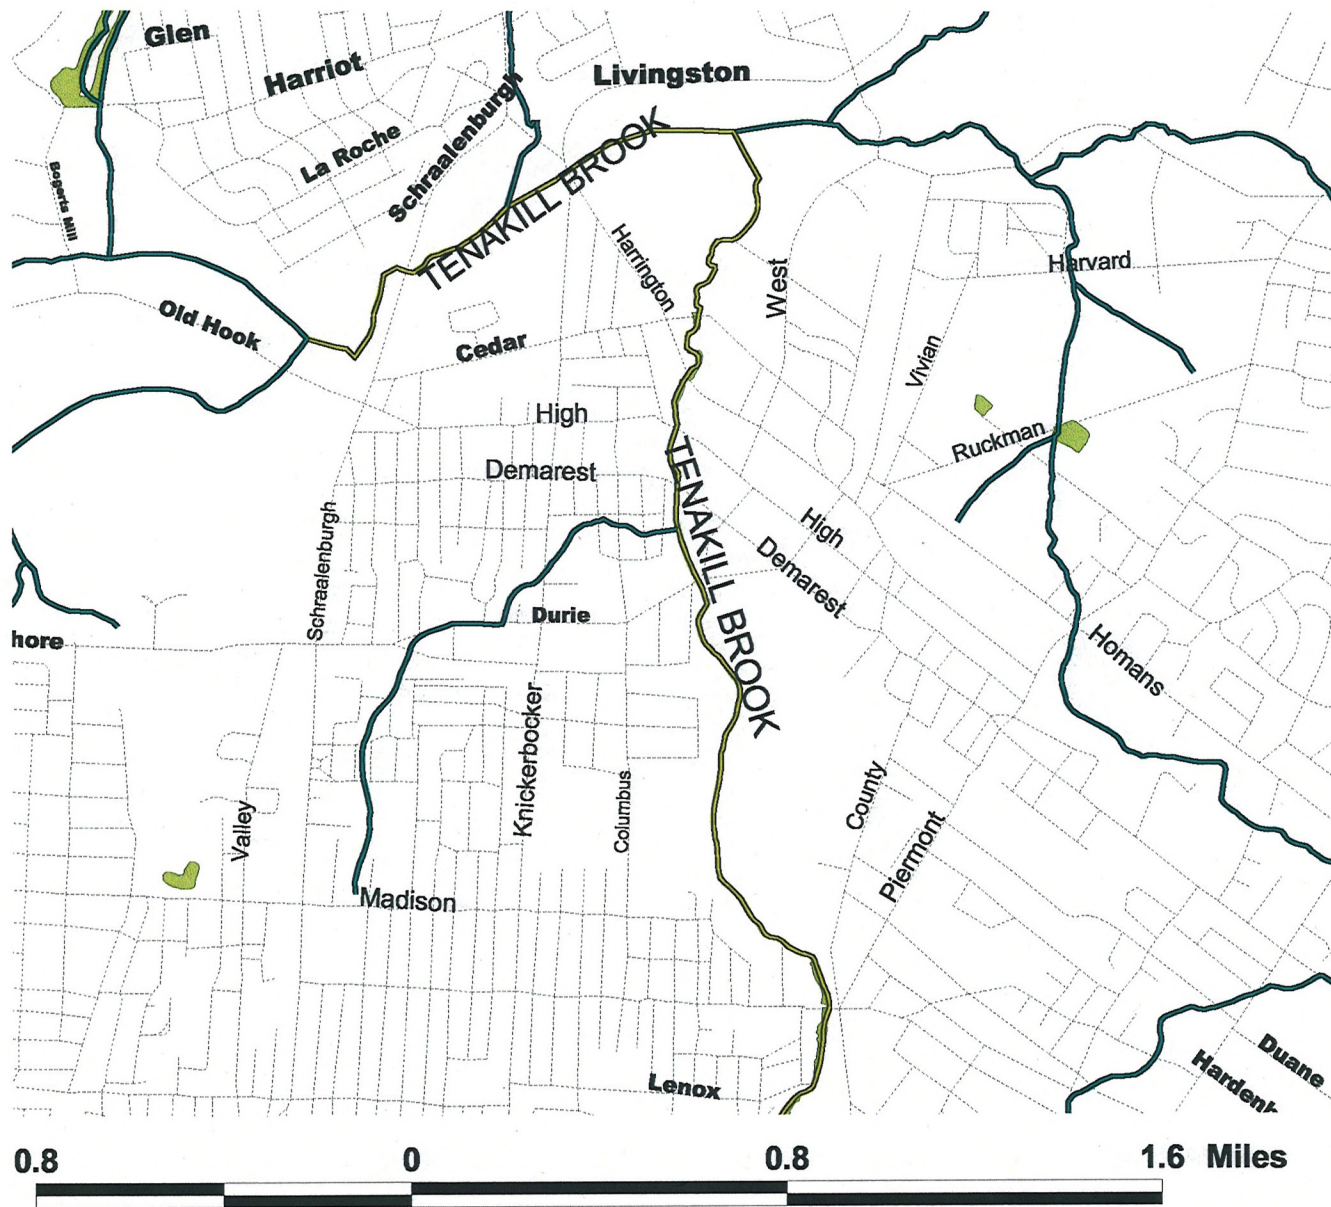 Glen
Harriot
Livingston
La Roche
Schraalenburgh
TENAKILL BROOK
Bogerts Mill
Harrington
West
Harvard
Old Hook
Cedar
Vivian
High
Ruckman
Demarest
TENAKILL BROOK
High
Demarest
Schraalenburgh
Durie
hore
Homans
Knickerbocker
Columbus
County
Piermont
Valley
Madison
Duane
Hardenb
Lenox
0.8 0 0.8 1.6 Miles